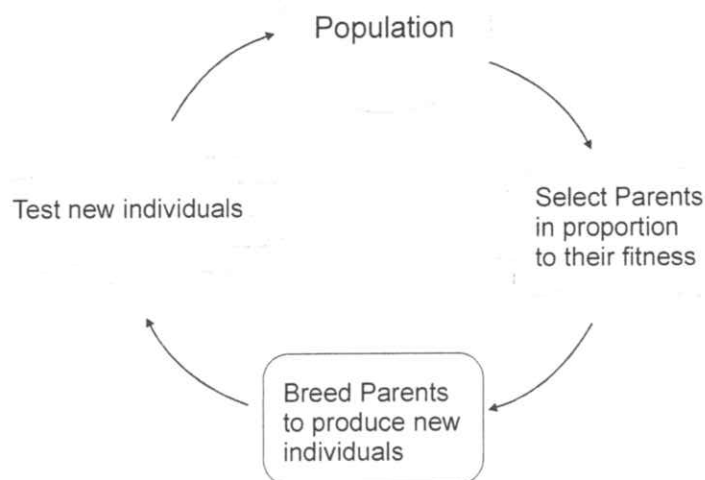 Population
Select Parents
in proportion
to their fitness
Breed Parents
to produce new
individuals
Test new individuals